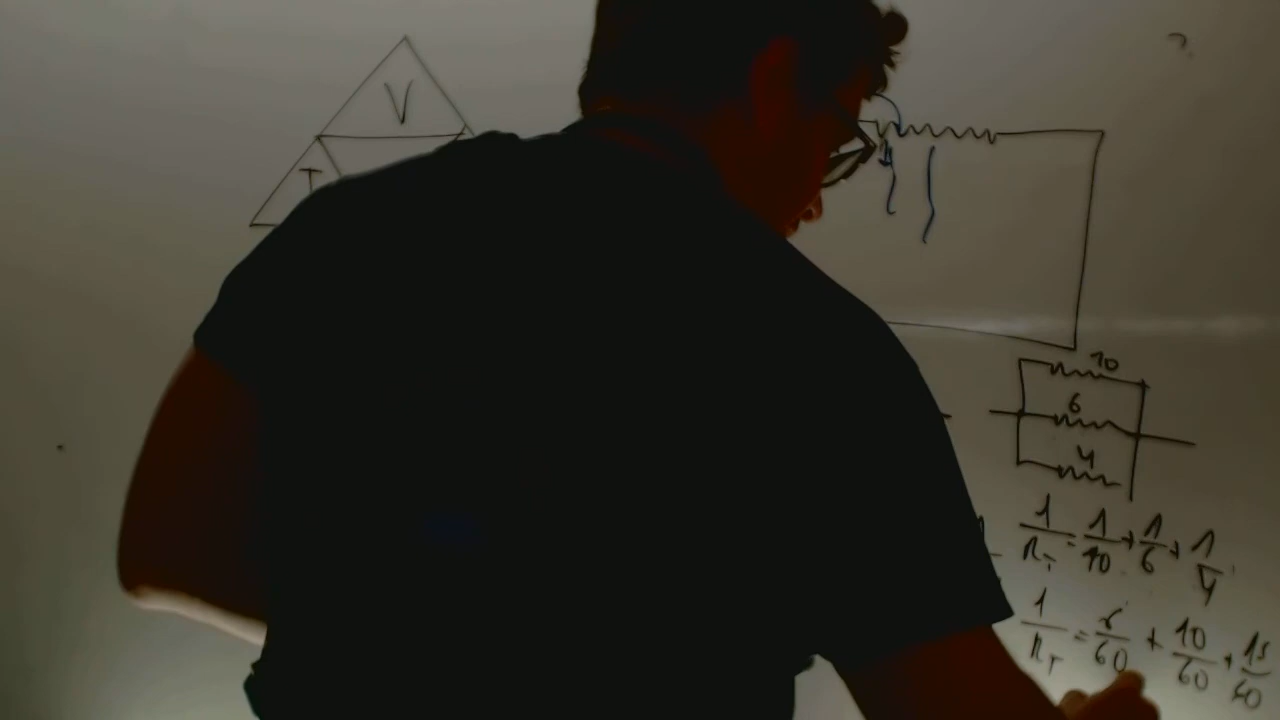 V
T
10
6
4
1/R_T = 1/10 + 1/6 + 1/4
1/R_T = 6/60 + 10/60 + 15/60